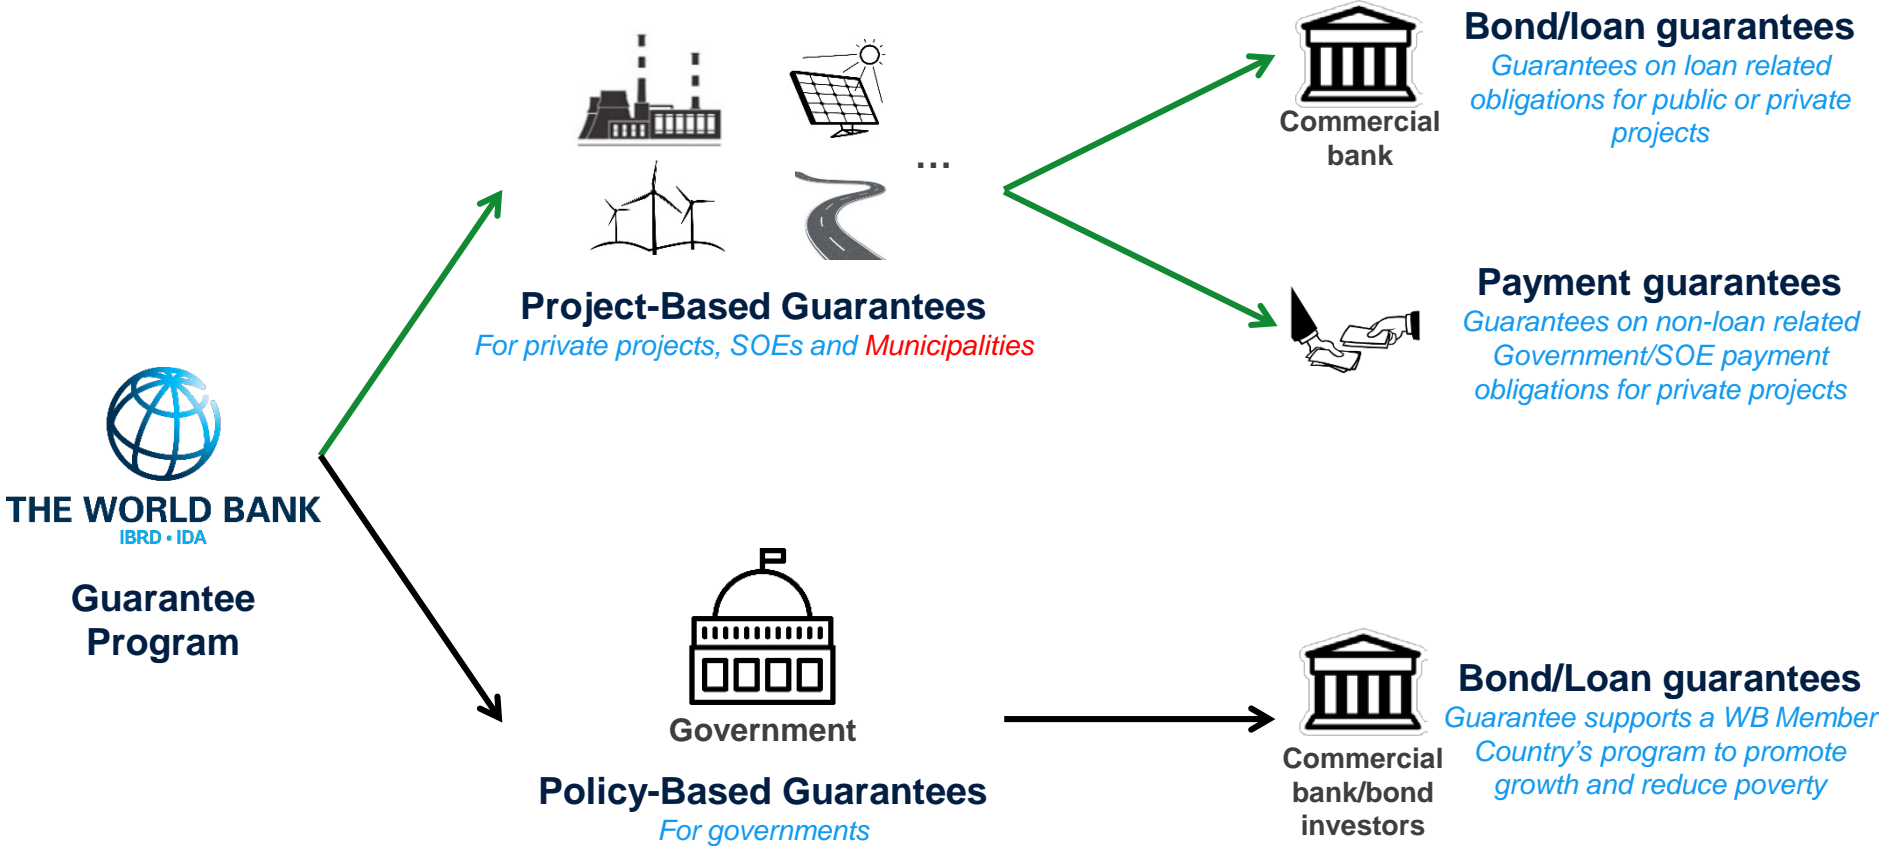 THE WORLD BANK
IBRD • IDA
Guarantee
Program
...
Project-Based Guarantees
For private projects, SOEs and Municipalities
Government
Policy-Based Guarantees
For governments
Commercial
bank
Bond/loan guarantees
Guarantees on loan related
obligations for public or private
projects
Payment guarantees
Guarantees on non-loan related
Government/SOE payment
obligations for private projects
Commercial
bank/bond
investors
Bond/Loan guarantees
Guarantee supports a WB Member
Country's program to promote
growth and reduce poverty